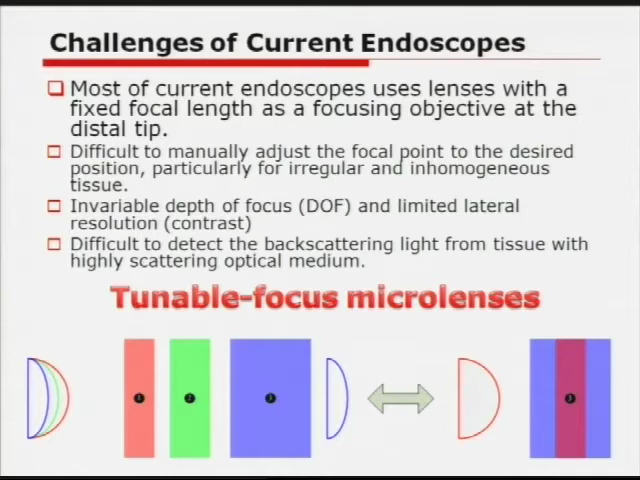 Challenges of Current Endoscopes
Most of current endoscopes uses lenses with a
fixed focal length as a focusing objective at the
distal tip.
Difficult to manually adjust the focal point to the desired
position, particularly for irregular and inhomogeneous
tissue.
Invariable depth of focus (DOF) and limited lateral
resolution (contrast)
Difficult to detect the backscattering light from tissue with
highly scattering optical medium.
Tunable-focus microlenses